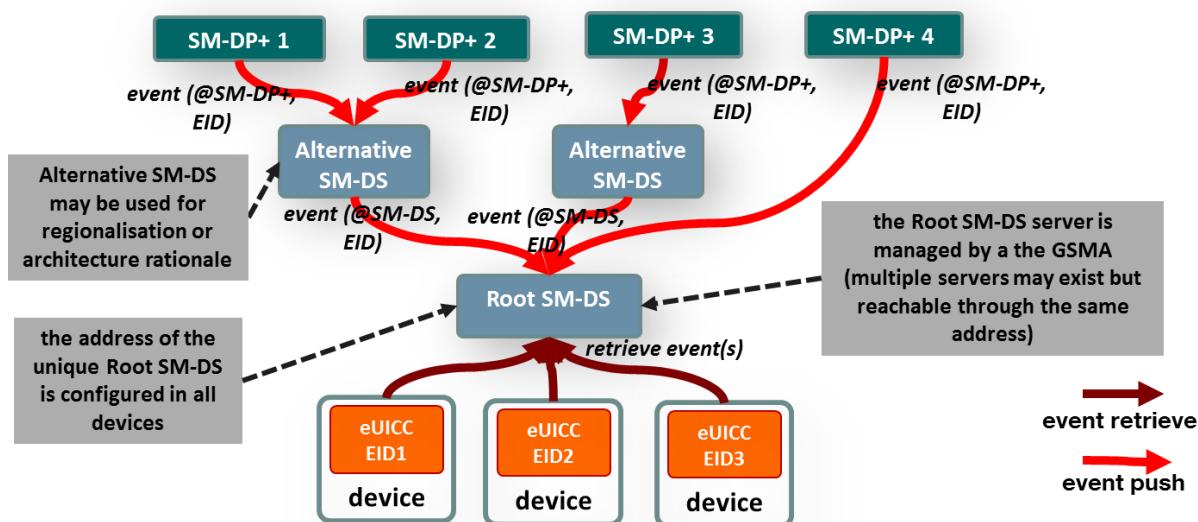 SM-DP+ 1
SM-DP+ 2
SM-DP+ 3
SM-DP+ 4
event (@SM-DP+,
EID)
event (@SM-DP+,
EID)
event (@SM-DP+,
EID)
event (@SM-DP+,
EID)
Alternative
SM-DS
Alternative
SM-DS
Alternative SM-DS
may be used for
regionalisation or
architecture rationale
event (@SM-DS,
EID)
event (@SM-DS,
EID)
the Root SM-DS server is
managed by a the GSMA
(multiple servers may exist but
reachable through the same
address)
Root SM-DS
the address of the
unique Root SM-DS
is configured in all
devices
retrieve event(s)
eUICC
EID1
device
eUICC
EID2
device
eUICC
EID3
device
event retrieve
event push